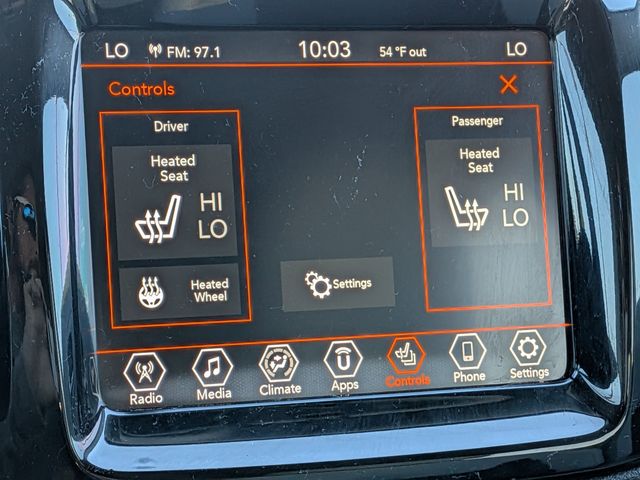 LO FM: 97.1 10:03 54 °F out LO
Controls
Driver
Heated
Seat
HI
LO
Heated
Wheel
Settings
Passenger
Heated
Seat
HI
LO
Radio Media Climate Apps Controls Phone Settings